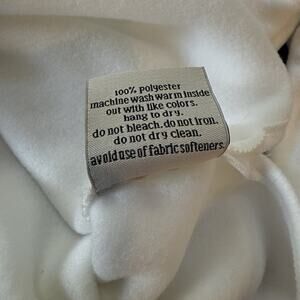 100% polyester
machine wash warm inside
out with like colors.
hang to dry.
do not bleach. do not iron.
do not dry clean.
avoid use of fabric softeners.